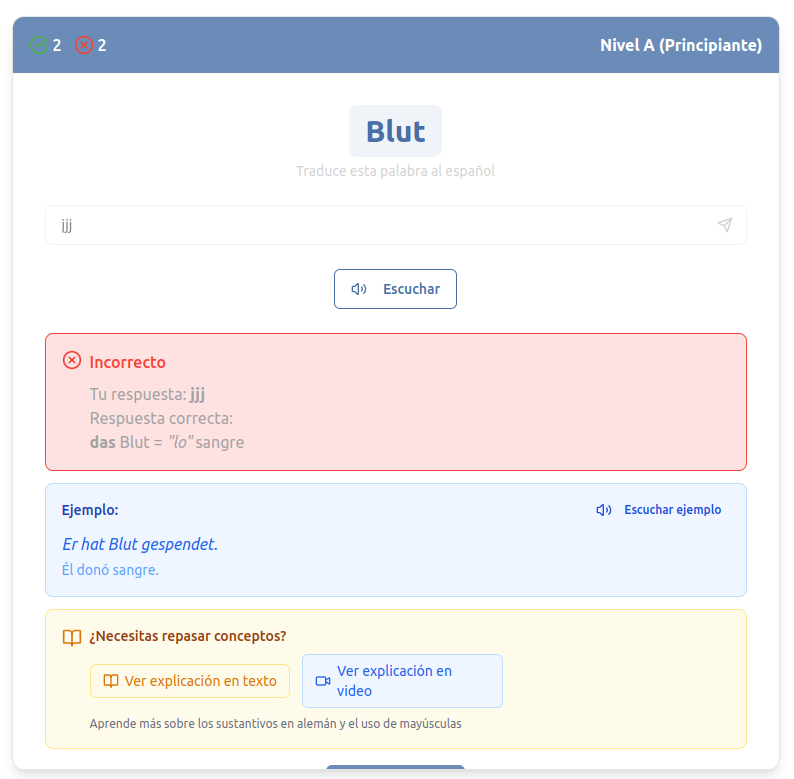 2 2 Nivel A (Principiante)
Blut
Traduce esta palabra al español
jjj
Escuchar
Incorrecto
Tu respuesta: jjj
Respuesta correcta:
das Blut = "lo" sangre
Ejemplo: Escuchar ejemplo
Er hat Blut gespendet.
Él donó sangre.
¿Necesitas repasar conceptos?
Ver explicación en texto
Ver explicación en
video
Aprende más sobre los sustantivos en alemán y el uso de mayúsculas